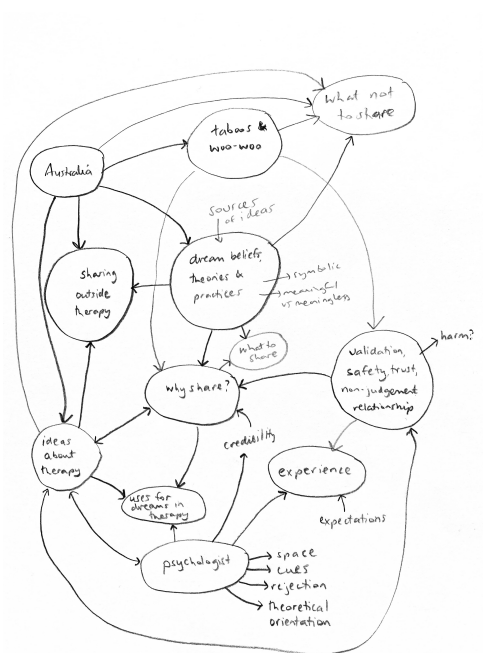 what not
to share
taboos &
woo-woo
Australia
sources
of ideas
dream beliefs,
theories &
practices
symbolic
meaningful
vs meaningless
sharing
outside
therapy
what to
share
validation,
safety, trust,
non-judgement
relationship
harm?
why share?
credibility
ideas
about
therapy
experience
uses for
dreams in
therapy
expectations
psychologist
space
cues
rejection
theoretical
orientation